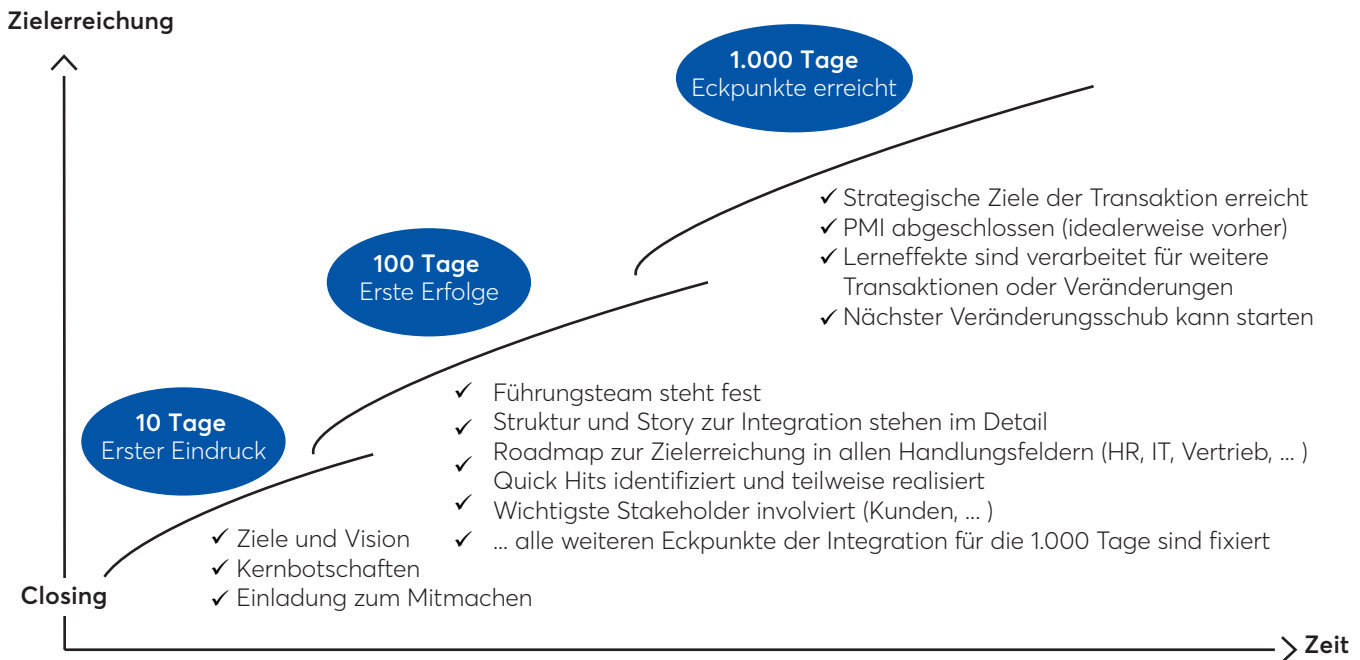 Zielerreichung
1.000 Tage
Eckpunkte erreicht
✓ Strategische Ziele der Transaktion erreicht
✓ PMI abgeschlossen (idealerweise vorher)
✓ Lerneffekte sind verarbeitet für weitere
Transaktionen oder Veränderungen
✓ Nächster Veränderungsschub kann starten
100 Tage
Erste Erfolge
✓ Führungsteam steht fest
✓ Struktur und Story zur Integration stehen im Detail
✓ Roadmap zur Zielerreichung in allen Handlungsfeldern (HR, IT, Vertrieb, ... )
Quick Hits identifiziert und teilweise realisiert
✓ Wichtigste Stakeholder involviert (Kunden, ... )
✓ ... alle weiteren Eckpunkte der Integration für die 1.000 Tage sind fixiert
10 Tage
Erster Eindruck
✓ Ziele und Vision
✓ Kernbotschaften
✓ Einladung zum Mitmachen
Closing
Zeit